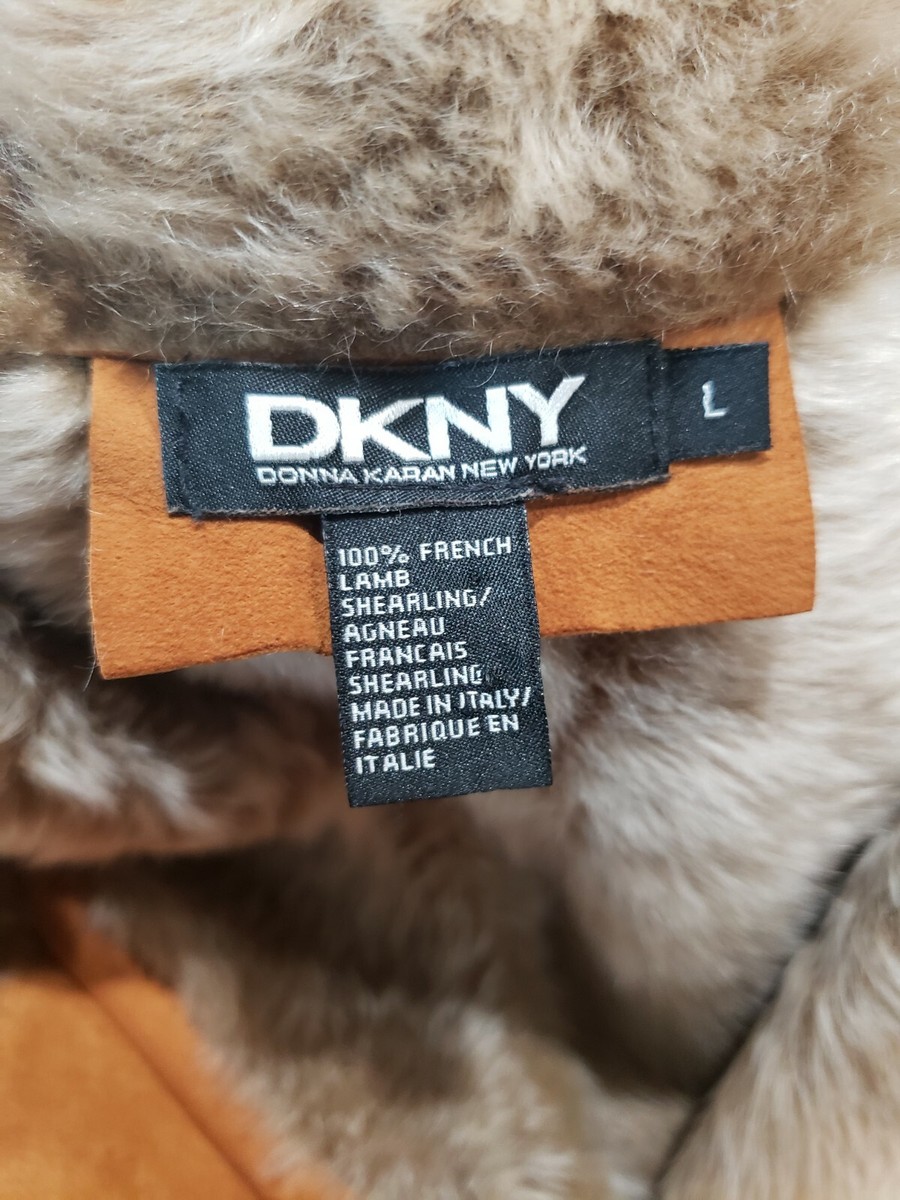 DKNY
DONNA KARAN NEW YORK
L
100% FRENCH
LAMB
SHEARLING/
AGNEAU
FRANCAIS
SHEARLING
MADE IN ITALY/
FABRIQUE EN
ITALIE